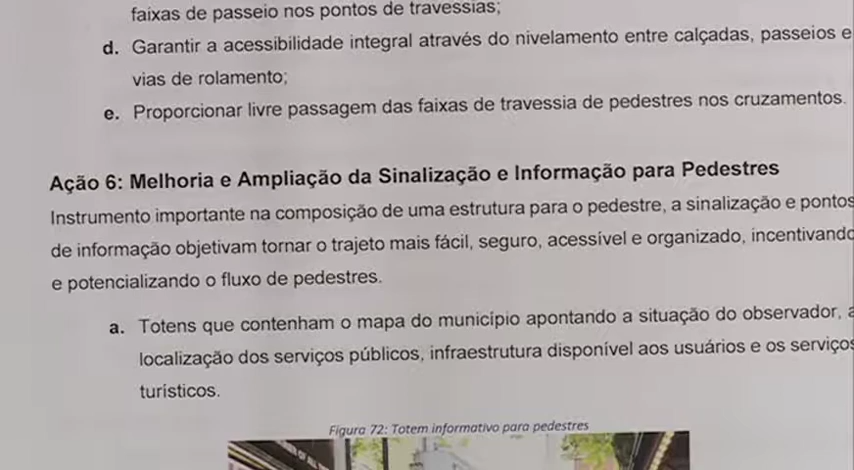 faixas de passeio nos pontos de travessias;
d. Garantir a acessibilidade integral através do nivelamento entre calçadas, passeios e
vias de rolamento;
e. Proporcionar livre passagem das faixas de travessia de pedestres nos cruzamentos.
Ação 6: Melhoria e Ampliação da Sinalização e Informação para Pedestres
Instrumento importante na composição de uma estrutura para o pedestre, a sinalização e pontos
de informação objetivam tornar o trajeto mais fácil, seguro, acessível e organizado, incentivando
e potencializando o fluxo de pedestres.
a. Totens que contenham o mapa do município apontando a situação do observador, a
localização dos serviços públicos, infraestrutura disponível aos usuários e os serviços
turísticos.
Figura 72: Totem informativo para pedestres